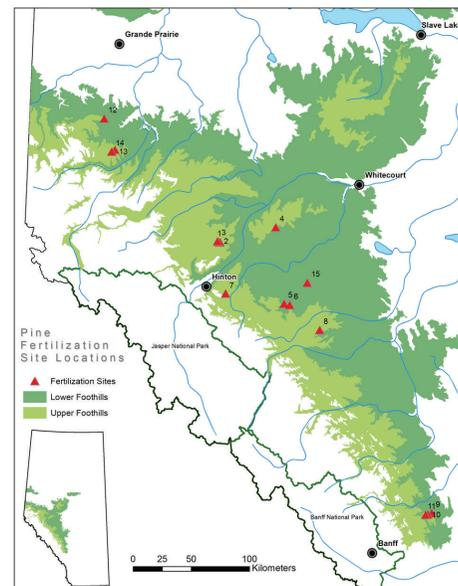 Slave Lak
Grande Prairie
12
14
13
Whitecourt
4
13
2
15
Hinton
7
5 6
8
Pine
Fertilization
Site Locations
Jasper National Park
Fertilization Sites
Lower Foothills
Upper Foothills
11 9
10
Banff National Park
Banff
0 25 50 100
Kilometers